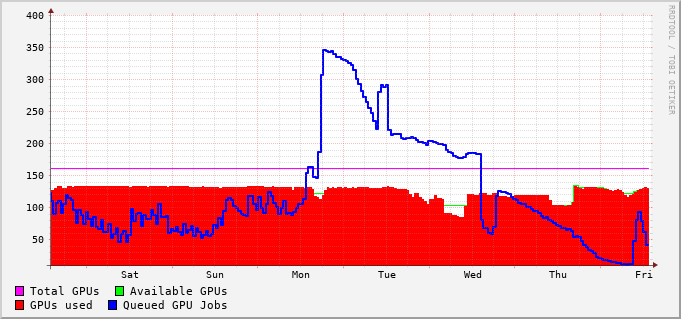 400
350
300
250
200
150
100
50
Sat Sun Mon Tue Wed Thu Fri
Total GPUs Available GPUs
GPUs used Queued GPU Jobs
RRDTOOL / TOBI OETIKER